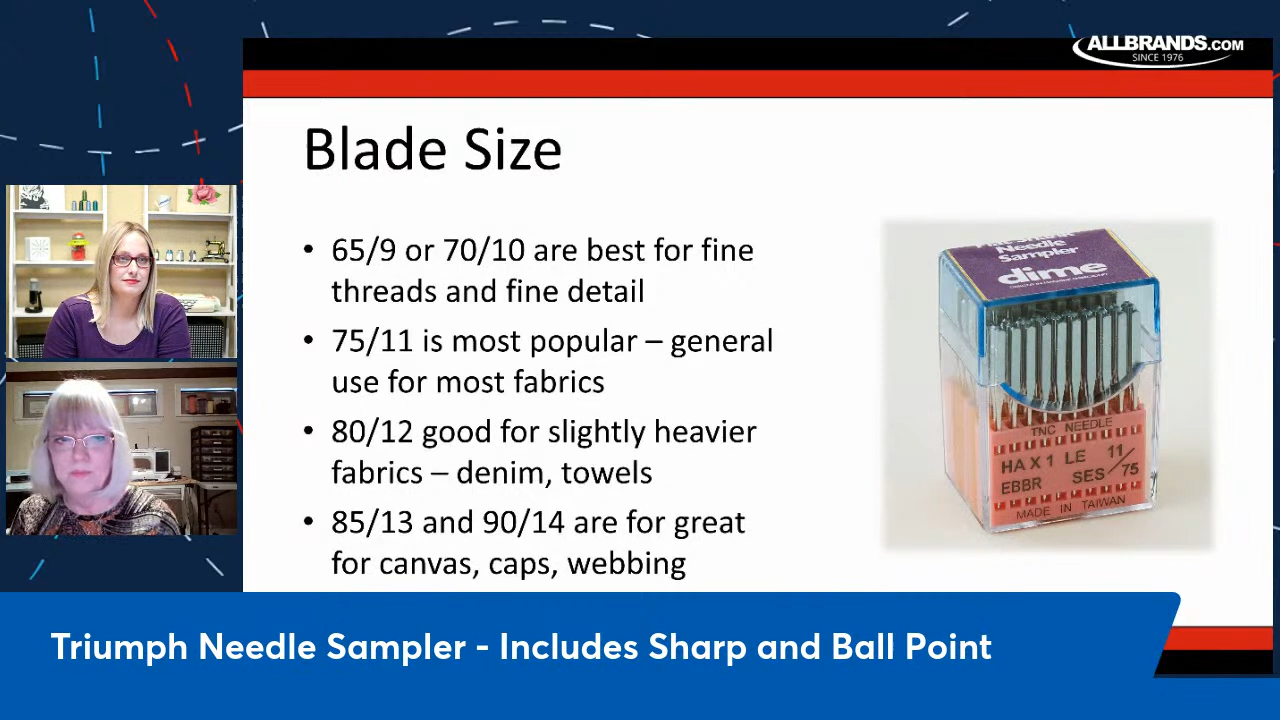 ALLBRANDS.COM
SINCE 1976
Blade Size
• 65/9 or 70/10 are best for fine
threads and fine detail
• 75/11 is most popular – general
use for most fabrics
• 80/12 good for slightly heavier
fabrics – denim, towels
• 85/13 and 90/14 are for great
for canvas, caps, webbing
Needle
Sampler
dime
TNC NEEDLE
HA X 1 LE 11/75
EBBR SES
MADE IN TAIWAN
Triumph Needle Sampler - Includes Sharp and Ball Point